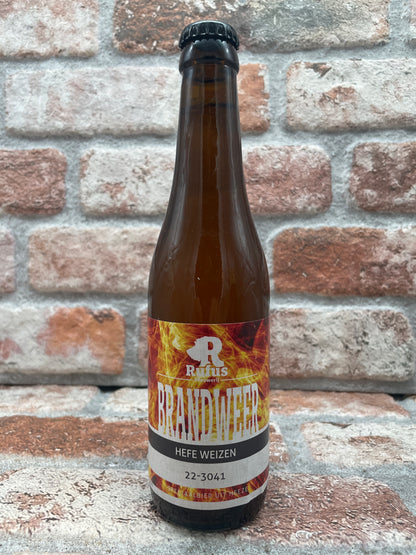 Rufus
BRANDWEER
HEFE WEIZEN
22-3041